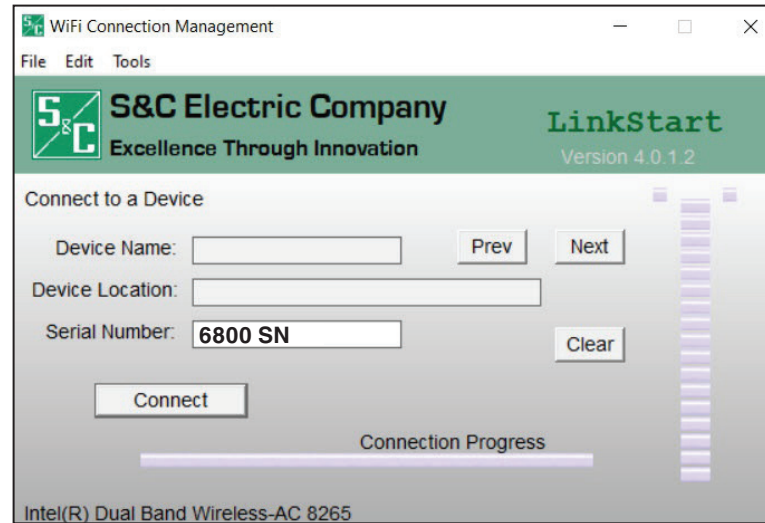 S&C WiFi Connection Management
File Edit Tools
S&C S&C Electric Company
Excellence Through Innovation
LinkStart
Version 4.0.1.2
Connect to a Device
Device Name: Prev Next
Device Location:
Serial Number: 6800 SN
Clear
Connect
Connection Progress
Intel(R) Dual Band Wireless-AC 8265